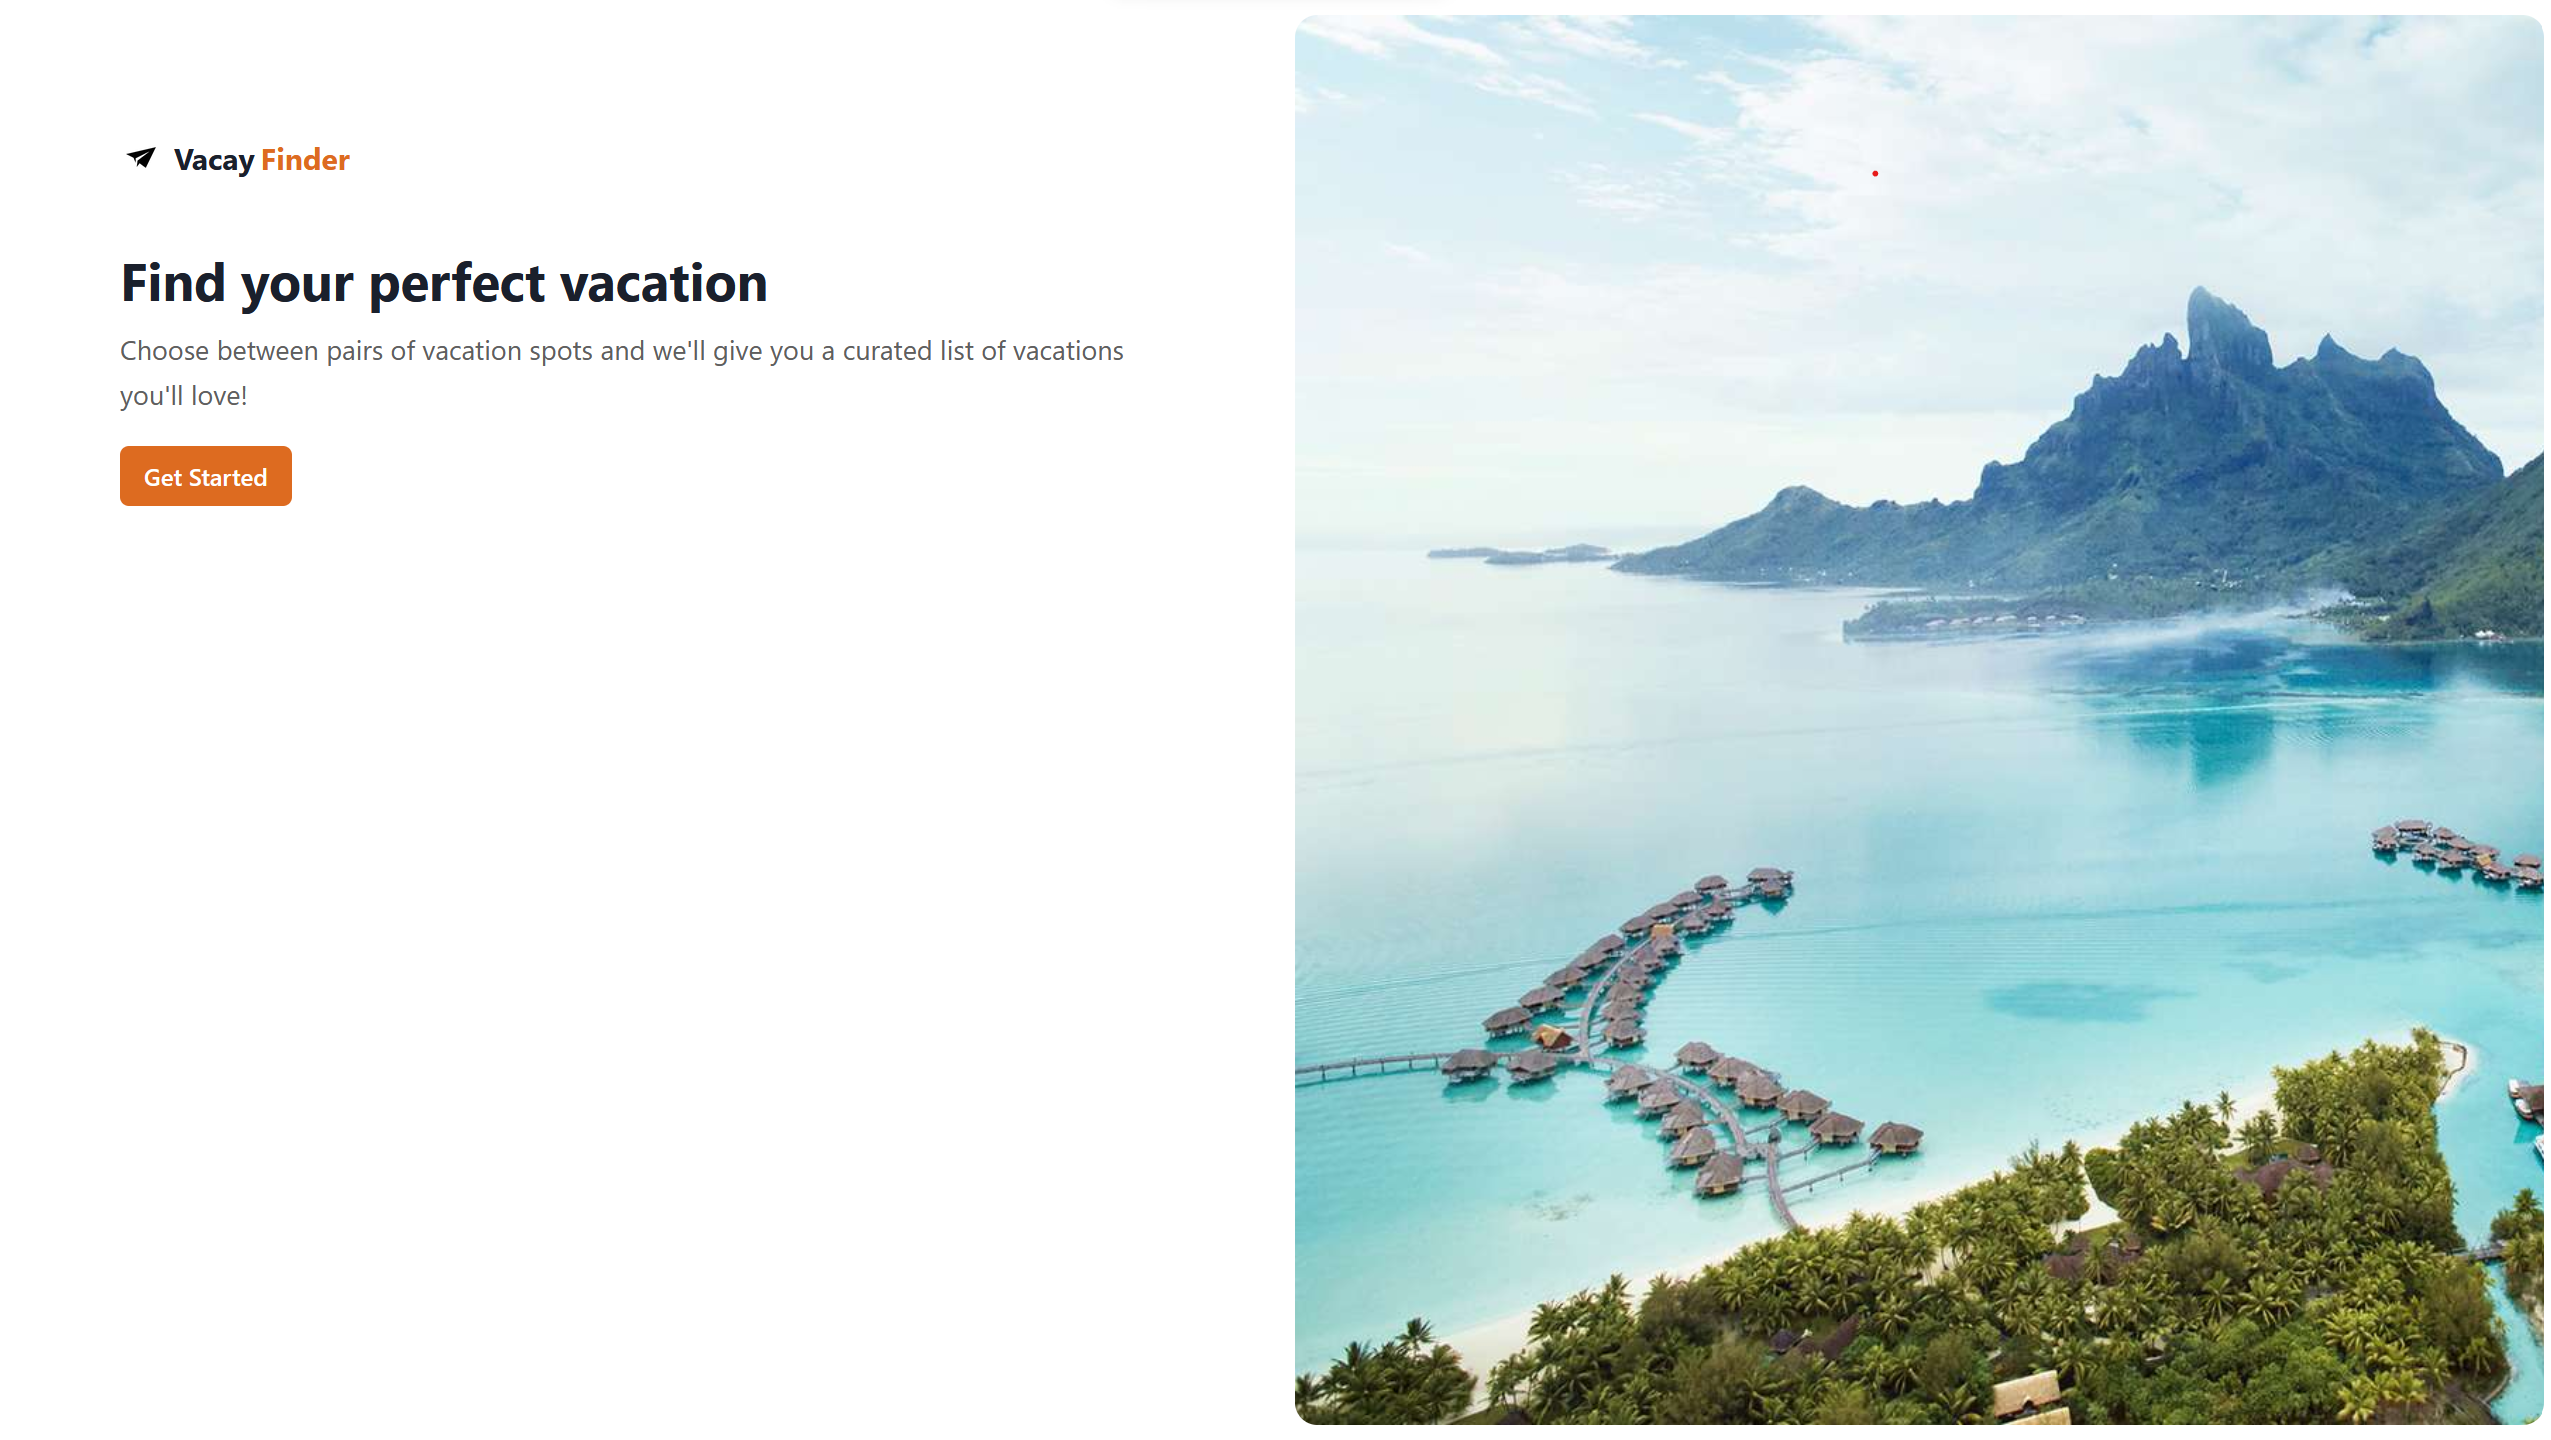 Vacay Finder
Find your perfect vacation
Choose between pairs of vacation spots and we'll give you a curated list of vacations
you'll love!
Get Started